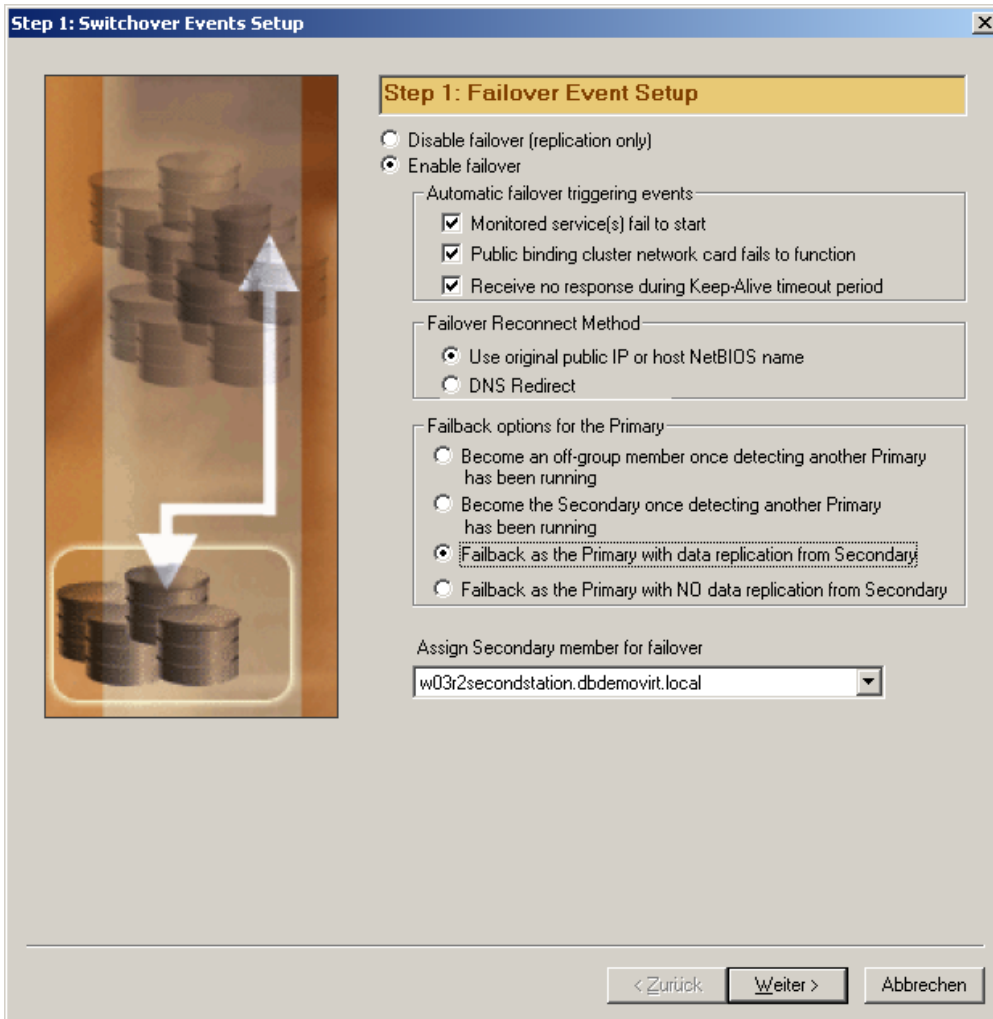 Step 1: Switchover Events Setup
Step 1: Failover Event Setup
Disable failover (replication only)
Enable failover
Automatic failover triggering events
Monitored service(s) fail to start
Public binding cluster network card fails to function
Receive no response during Keep-Alive timeout period
Failover Reconnect Method
Use original public IP or host NetBIOS name
DNS Redirect
Failback options for the Primary
Become an off-group member once detecting another Primary
has been running
Become the Secondary once detecting another Primary
has been running
Failback as the Primary with data replication from Secondary
Failback as the Primary with NO data replication from Secondary
Assign Secondary member for failover
w03r2secondstation.dbdemovirt.local
< Zurück
Weiter >
Abbrechen